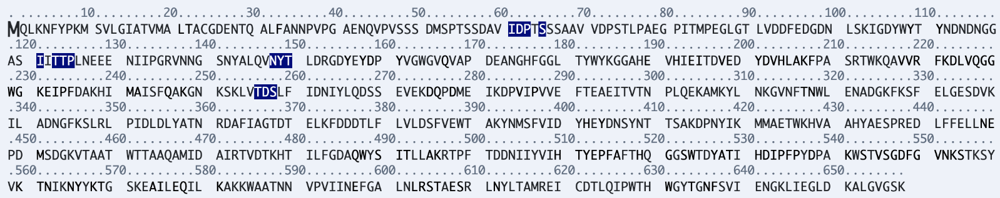 . . . . . . . .10. . . . . . . .20. . . . . . . .30. . . . . . . .40. . . . . . . .50. . . . . . . .60. . . . . . . .70. . . . . . . .80. . . . . . . .90. . . . . . . .100. . . . . . . .110. . . . . . . .
MQLKNFYPKM SVLGIATVMA LTACGDENTQ ALFANNPVPG AENQVPVSSS DMSPTSSDAV IDPTSSSAAV VDPSTLPAEG PITMPEGLGT LVDDFEDGDN LSKIGDYWYT YNDNDNGG
.120. . . . . . . .130. . . . . . . .140. . . . . . . .150. . . . . . . .160. . . . . . . .170. . . . . . . .180. . . . . . . .190. . . . . . . .200. . . . . . . .210. . . . . . . .220. . . . . . . .
AS IITTPLNEEE NIIPGRVNNG SNYALQVNYT LDRGDYEYDP YVGWGVQVAP DEANGHFGGL TYWYKGGAHE VHIEITDVED YDVHLAKFPA SRTWKQAVVR FKDLVQGG
.230. . . . . . . .240. . . . . . . .250. . . . . . . .260. . . . . . . .270. . . . . . . .280. . . . . . . .290. . . . . . . .300. . . . . . . .310. . . . . . . .320. . . . . . . .330. . . . . . . .
WG KEIPFDAKHI MAISFQAKGN KSKLVTDSLF IDNIYLQDSS EVEKDQPDME IKDPVIPVVE FTEAEITVTN PLQEKAMKYL NKGVNFTNWL ENADGKFKSF ELGESDVK
.340. . . . . . . .350. . . . . . . .360. . . . . . . .370. . . . . . . .380. . . . . . . .390. . . . . . . .400. . . . . . . .410. . . . . . . .420. . . . . . . .430. . . . . . . .440. . . . . . . .
IL ADNGFKSLRL PIDLDLYATN RDAFIAGTDT ELKFDDDTLF LVLDSFVEWT AKYNMSFVID YHEYDNSYNT TSAKDPNYIK MMAETWKHVA AHYAESPRED LFFELLNE
.450. . . . . . . .460. . . . . . . .470. . . . . . . .480. . . . . . . .490. . . . . . . .500. . . . . . . .510. . . . . . . .520. . . . . . . .530. . . . . . . .540. . . . . . . .550. . . . . . . .
PD MSDGKVTAAT WTTAAQAMID AIRTVDTKHT ILFGDAQWYS ITLLAKRTPF TDDNIIYVIH TYEPFAFTHQ GGSWTDYATI HDIPFPYDPA KWSTVSGDFG VNKSTKSY
.560. . . . . . . .570. . . . . . . .580. . . . . . . .590. . . . . . . .600. . . . . . . .610. . . . . . . .620. . . . . . . .630. . . . . . . .640. . . . . . . .650. . . . . . . .
VK TNIKNYYKTG SKEAILEQIL KAKKWAATNN VPVIINEFGA LNLRSTAESR LNYLTAMREI CDTLQIPWTH WGYTGNFSVI ENGKLIEGLD KALGVGSK